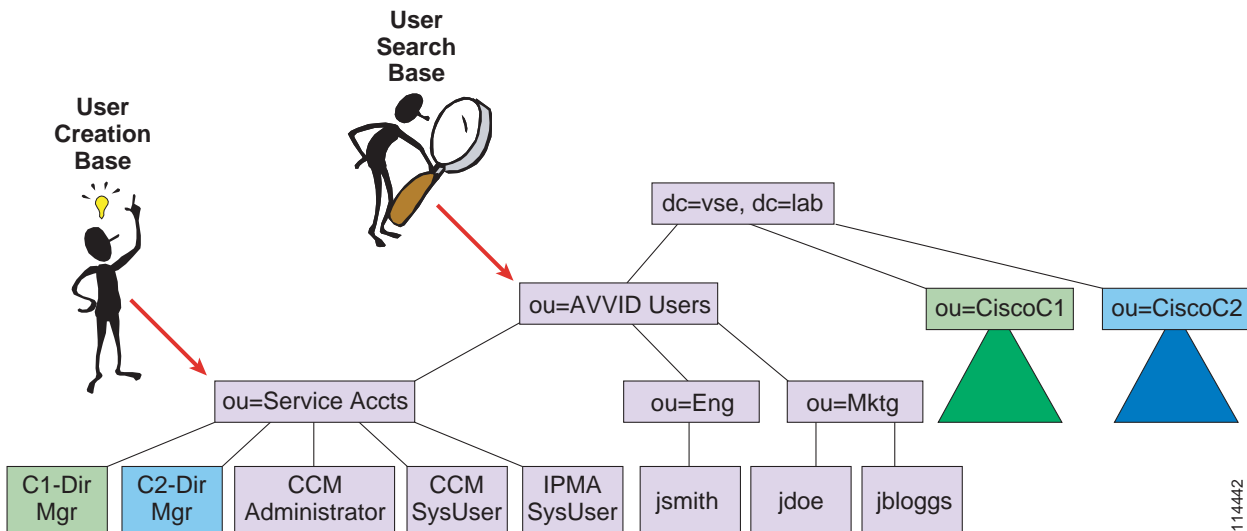 User
Search
Base
User
Creation
Base
dc=vse, dc=lab
ou=AVVID Users
ou=CiscoC1
ou=CiscoC2
ou=Service Accts
ou=Eng
ou=Mktg
C1-Dir
Mgr
C2-Dir
Mgr
CCM
Administrator
CCM
SysUser
IPMA
SysUser
jsmith
jdoe
jbloggs
114442